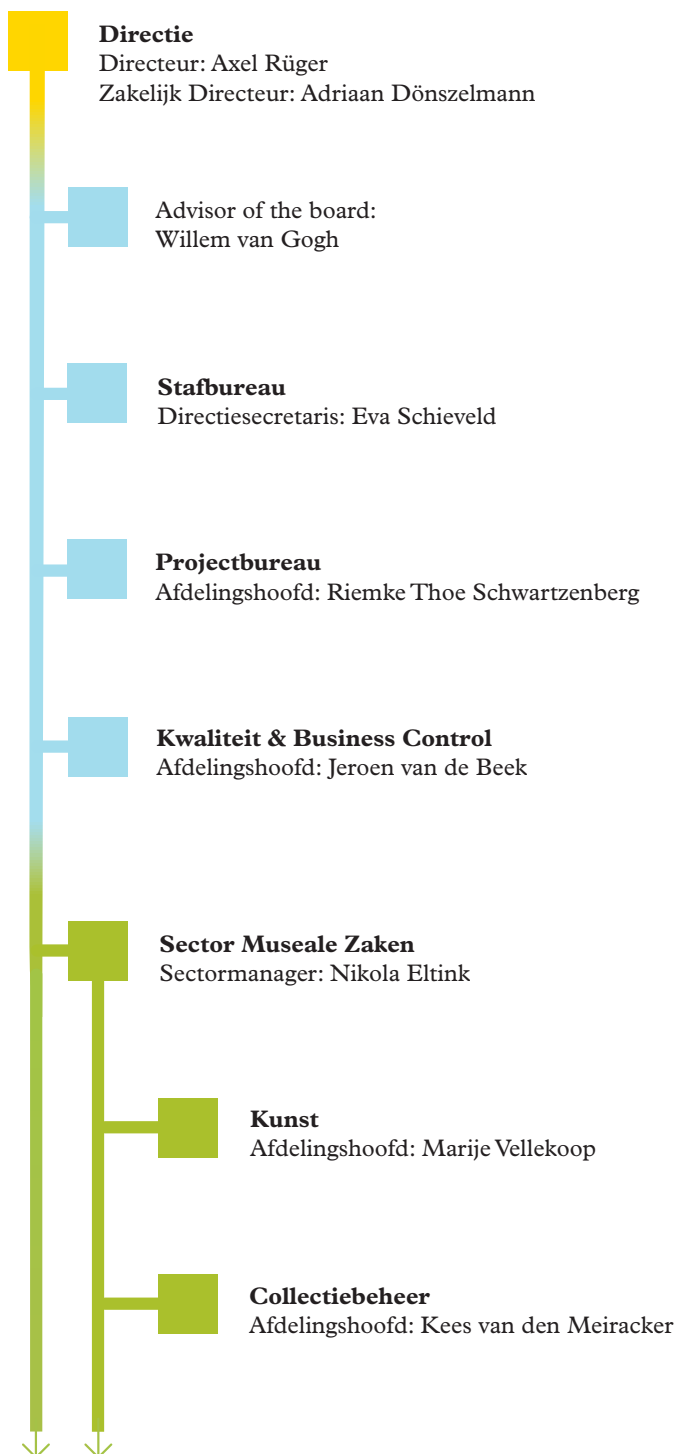 Directie
Directeur: Axel Rüger
Zakelijk Directeur: Adriaan Dönszelmann
Advisor of the board:
Willem van Gogh
Stafbureau
Directiesecretaris: Eva Schieveld
Projectbureau
Afdelingshoofd: Riemke Thoe Schwartzenberg
Kwaliteit & Business Control
Afdelingshoofd: Jeroen van de Beek
Sector Museale Zaken
Sectormanager: Nikola Eltink
Kunst
Afdelingshoofd: Marije Vellekoop
Collectiebeheer
Afdelingshoofd: Kees van den Meiracker